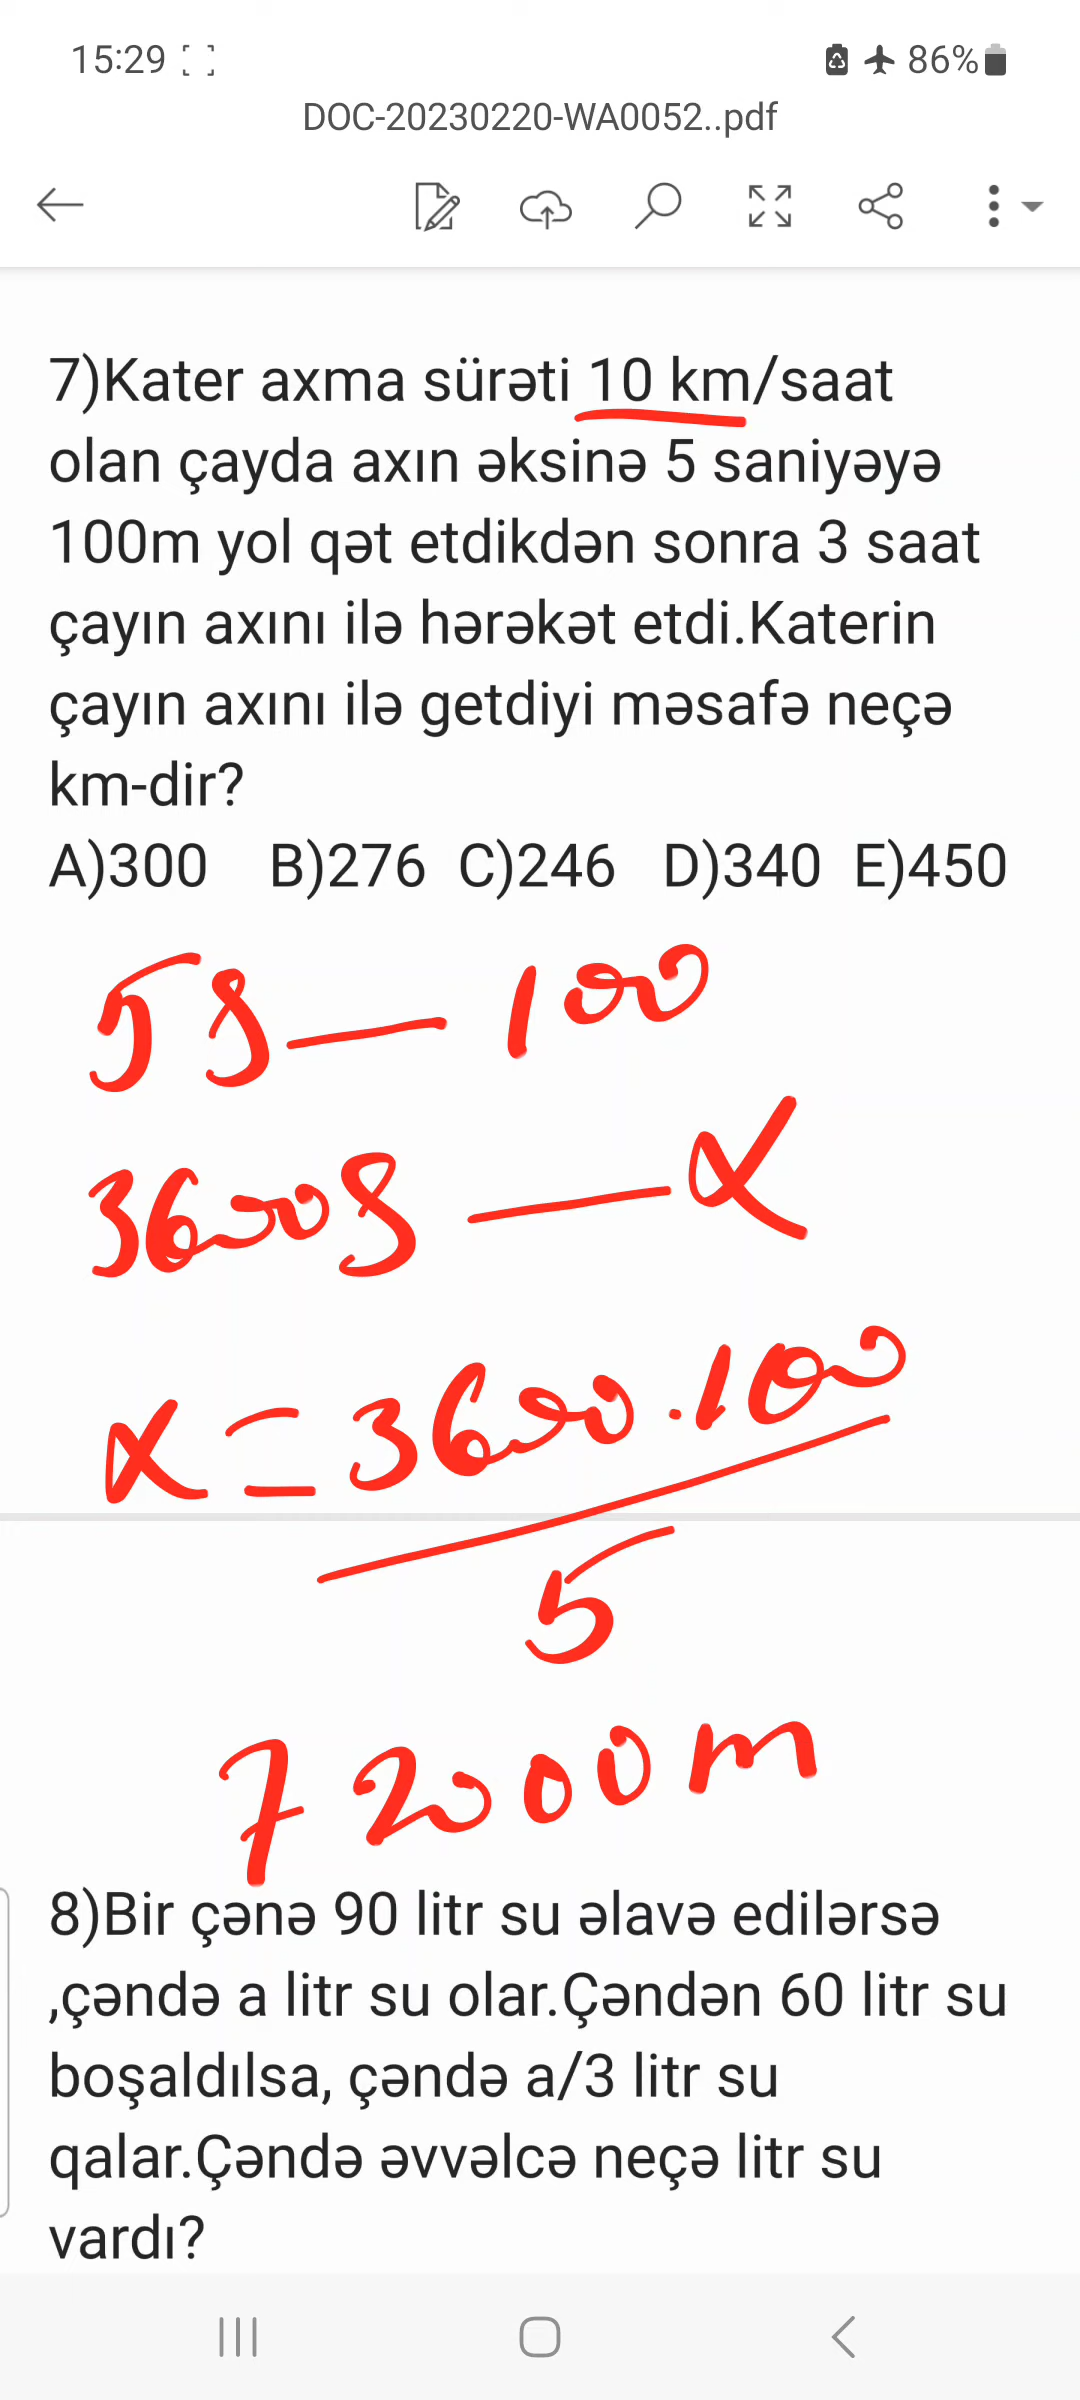 15:29
86%
DOC-20230220-WA0052..pdf
7)Kater axma sürəti 10 km/saat
olan çayda axın əksinə 5 saniyəyə
100m yol qət etdikdən sonra 3 saat
çayın axını ilə hərəkət etdi.Katerin
çayın axını ilə getdiyi məsafə neçə
km-dir?
A)300 B)276 C)246 D)340 E)450
5S — 100
3600S — x
x = 3600.100
5
72000m
8)Bir çənə 90 litr su əlavə edilərsə
,çəndə a litr su olar.Çəndən 60 litr su
boşaldılsa, çəndə a/3 litr su
qalar.Çəndə əvvəlcə neçə litr su
vardı?